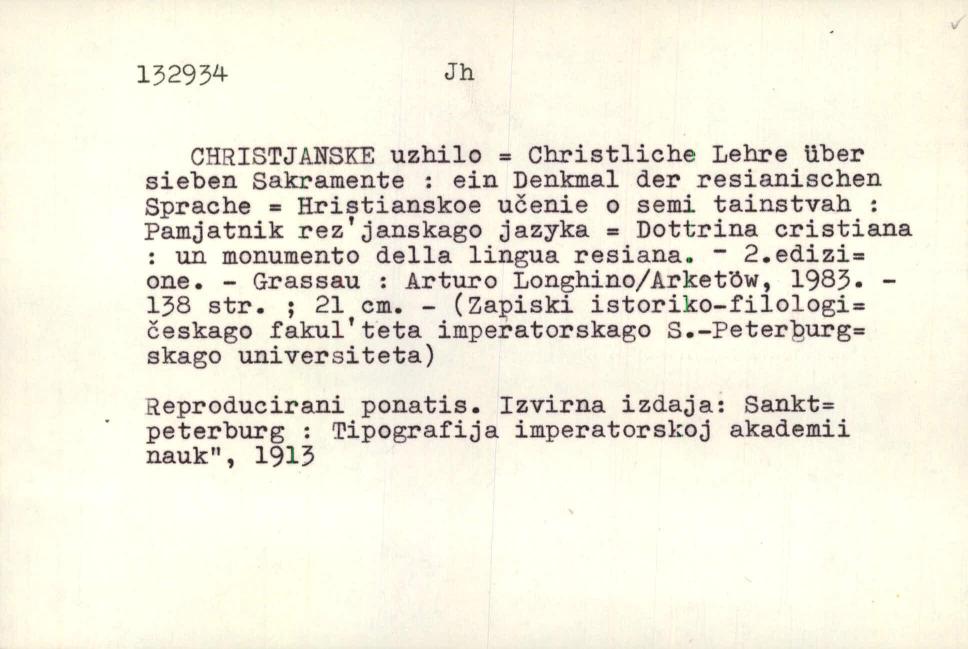 132934 Jh
CHRISTJANSKE uzhilo = Christliche Lehre über
sieben Sakramente : ein Denkmal der resianischen
Sprache = Hristianskoe učenie o semi tainstvah :
Pamjatnik rez'janskago jazyka = Dottrina cristiana
: un monumento della lingua resiana. - 2.edizi=
one. - Grassau : Arturo Longhino/Arketöw, 1983. -
138 str. ; 21 cm. - (Zapiski istoriko-filologi=
českago fakul'teta imperatorskago S.-Peterburg=
skago universiteta)
Reproducirani ponatis. Izvirna izdaja: Sankt=
peterburg : Tipografija imperatorskoj akademii
nauk", 1913